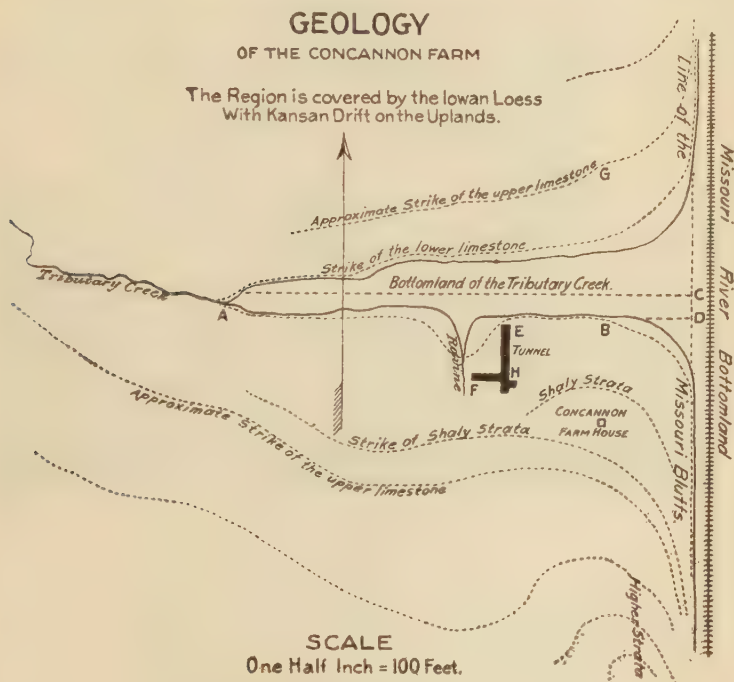 GEOLOGY
OF THE CONCANNON FARM
The Region is covered by the Iowan Loess
With Kansan Drift on the Uplands.
Line of the
Missouri River Bottomland
G
Approximate Strike of the upper limestone
Strike of the lower limestone
Tributary Creek
Bottomland of the Tributary Creek.
C
A
D
E
B
Ravine
TUNNEL
H
F
Shaly Strata
Missouri Bluffs.
CONCANNON
FARM HOUSE
Approximate Strike of the upper limestone
Strike of Shaly Strata
Higher Strata
SCALE
One Half Inch = 100 Feet.